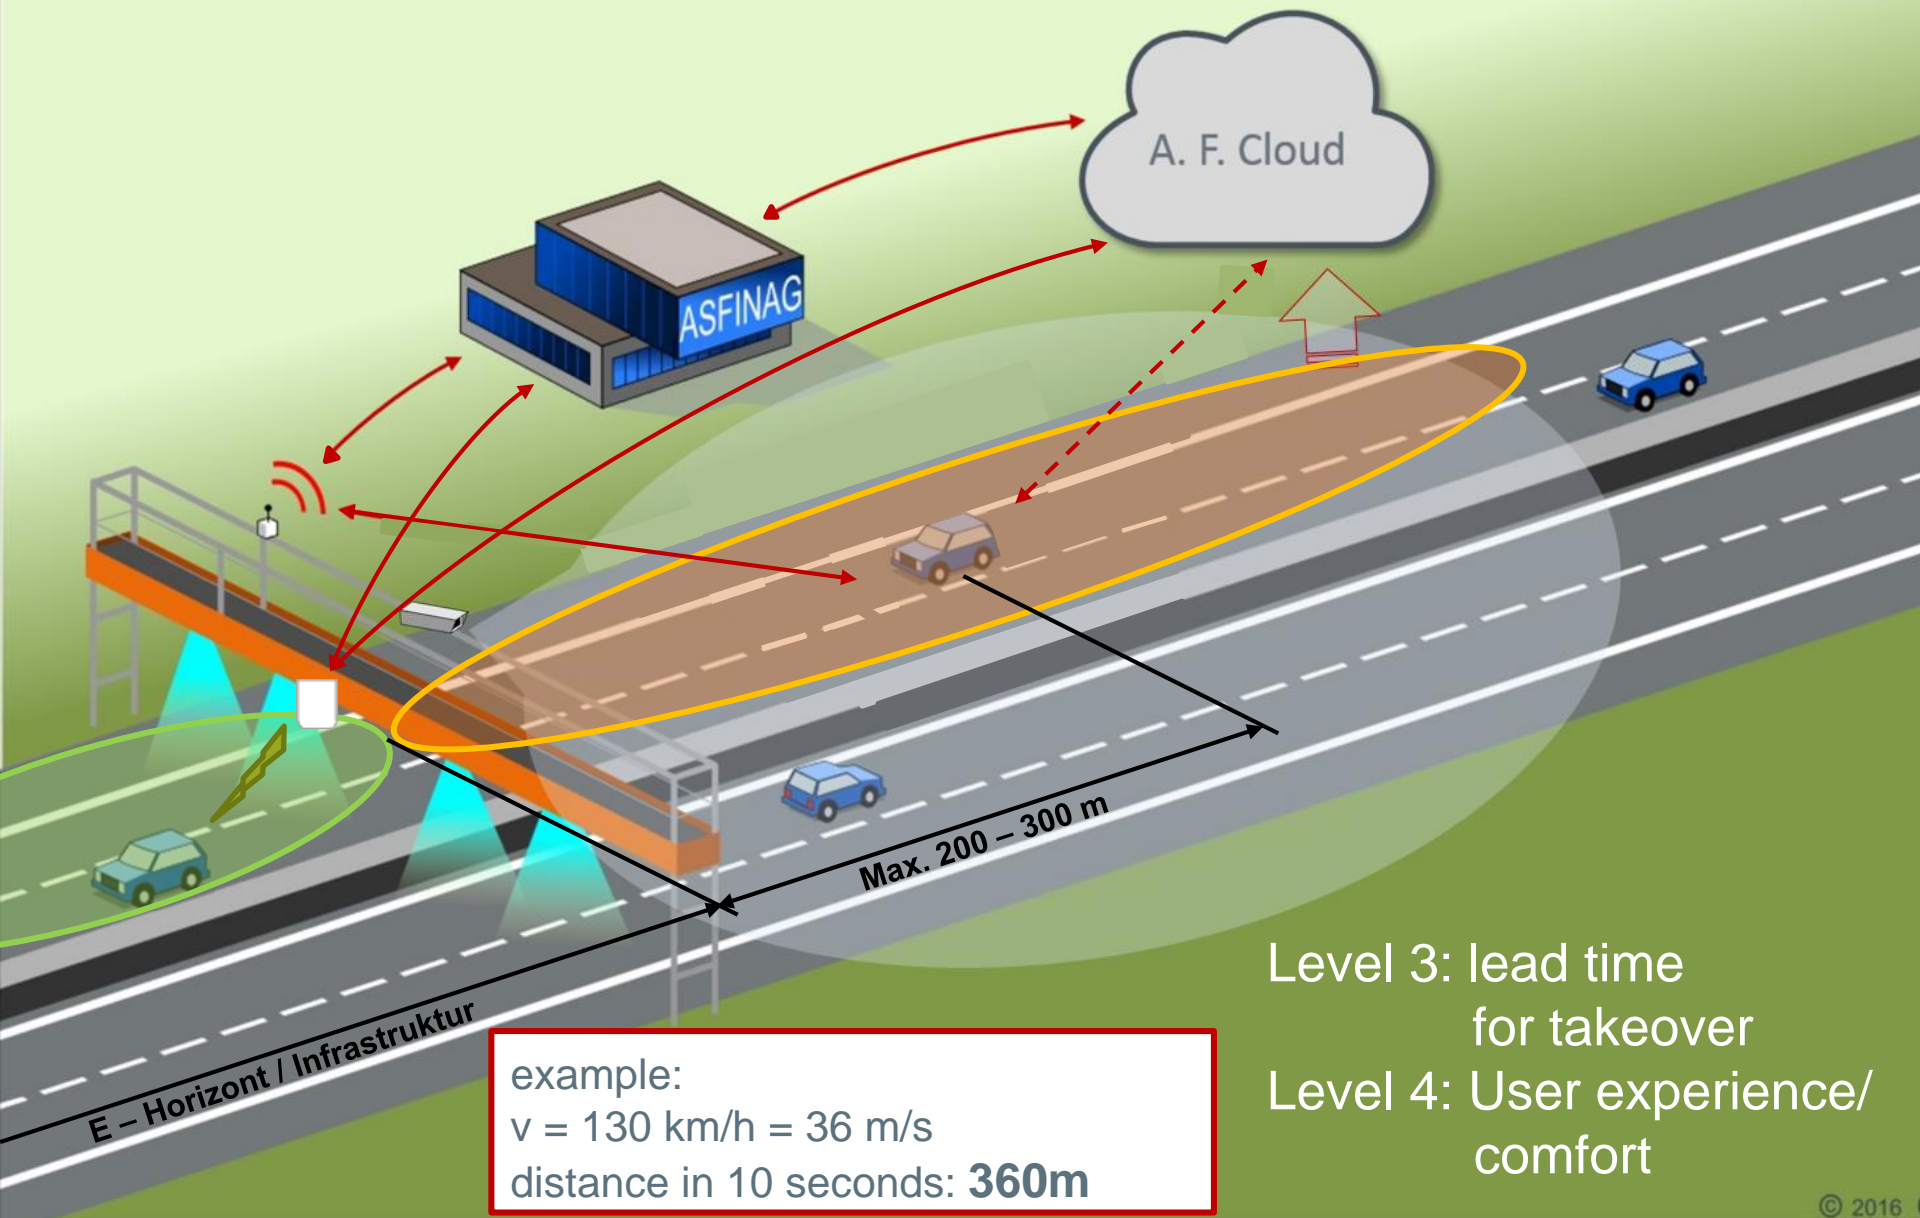 A. F. Cloud
ASFINAG
Max. 200 – 300 m
E – Horizont / Infrastruktur
Level 3: lead time
for takeover
Level 4: User experience/
comfort
example:
v = 130 km/h = 36 m/s
distance in 10 seconds: 360m
© 2016